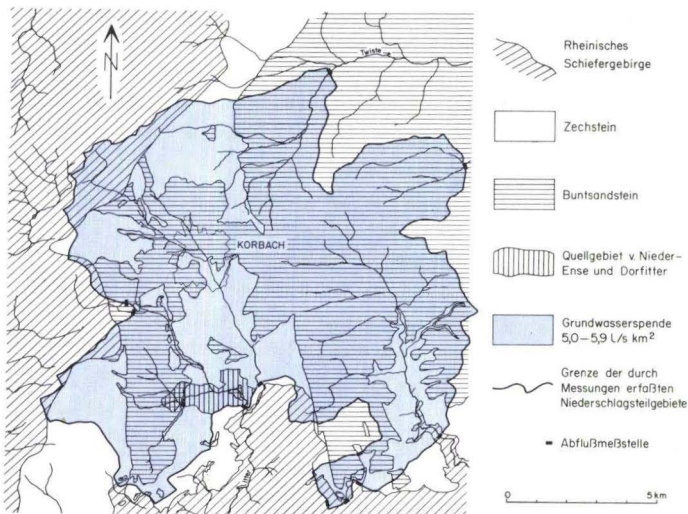 N
Twiste
KORBACH
Itter
Rheinisches
Schiefergebirge
Zechstein
Buntsandstein
Quellgebiet v. Nieder-
Ense und Dorfitter
Grundwasserspende
5,0–5,9 l/s km²
Grenze der durch
Messungen erfaßten
Niederschlagsteilgebiete
Abflußmeßstelle
0 5 km